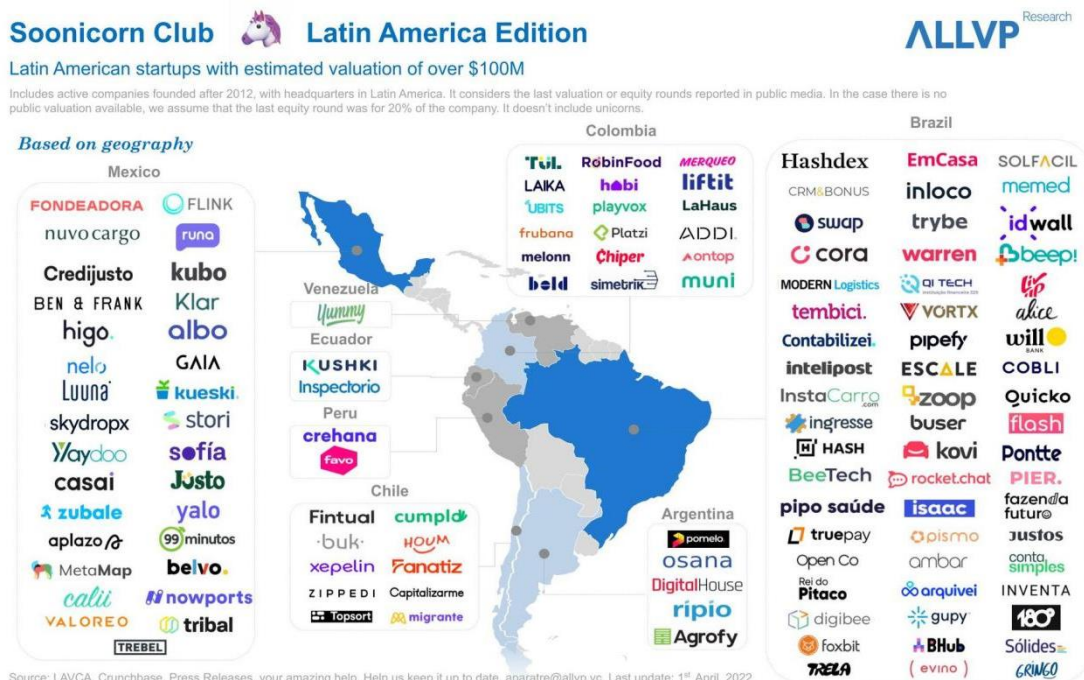 Soonicorn Club Latin America Edition
ALLVP Research
Latin American startups with estimated valuation of over $100M
Includes active companies founded after 2012, with headquarters in Latin America. It considers the last valuation or equity rounds reported in public media. In the case there is no
public valuation available, we assume that the last equity round was for 20% of the company. It doesn't include unicorns.
Based on geography
Mexico
FONDEADORA FLINK
nuvocargo runa
Credijusto kubo
BEN & FRANK Klar
higo. albo
nelo GAIA
Luuna kueski
skydropx stori
Yaydoo sofía
casai Jüsto
zubale yalo
aplazo 99minutos
MetaMap belvo.
calii nowports
VALOREO tribal
TREBEL
Venezuela
Yummy
Ecuador
KUSHKI
Inspectorio
Peru
crehana
favo
Chile
Fintual cumplo
·buk· HOUM
xepelin Fanatiz
ZIPPEDI Capitalizarme
Topsort migrante
Colombia
TÜL RobinFood MERQUEO
LAIKA habi liftit
UBITS playvox LaHaus
frubana Platzi ADDI.
melonn Chiper ontop
bold simetrik muni
Argentina
pomelo.
osana
DigitalHouse
ripio
Agrofy
Brazil
Hashdex EmCasa SOLFACIL
CRM&BONUS inloco memed
swap trybe idwall
cora warren beep!
MODERN Logistics QI TECH
tembici. VÓRTX alice
Contabilizei. pipefy will BANK
intelipost ESCALE COBLI
InstaCarro.com zoop Quicko
ingresse buser flash
HASH kovi Pontte
BeeTech rocket.chat PIER.
pipo saúde isaac fazenda futuro
truepay pismo JUSTOS
Open Co ambar conta simples
Rei do Pitaco arquivei INVENTA
digibee gupy 180º
foxbit BHub Sólides
TRELA (evino) GRINGO
Source: LAVCA, Crunchbase, Press Releases, your amazing help. Help us keep it up to date, aparatre@allvp.vc. Last update: 1st April, 2022